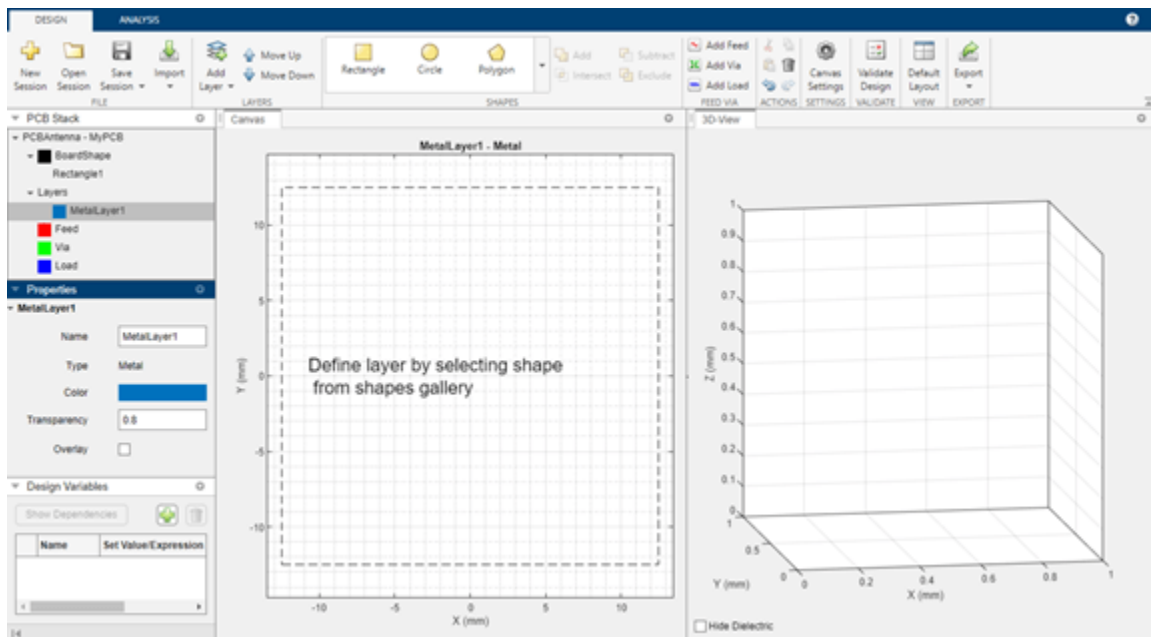 DESIGN ANALYSIS
New Session
Open Session
Save Session
Import
Add Layer
Move Up
Move Down
Rectangle
Circle
Polygon
Add
Subtract
Intersect
Exclude
Add Feed
Add Via
Add Load
Canvas Settings
Validate Design
Default Layout
Export
FILE LAYERS SHAPES FEED VIA ACTIONS SETTINGS VALIDATE VIEW EXPORT
PCB Stack
PCBAntenna - MyPCB
BoardShape
Rectangle1
Layers
MetalLayer1
Feed
Via
Load
Properties
MetalLayer1
Name MetalLayer1
Type Metal
Color
Transparency 0.8
Overlay
Design Variables
Show Dependencies
Name Set Value/Expression
Canvas
MetalLayer1 - Metal
10
5
0
-5
-10
Y (mm)
Define layer by selecting shape
from shapes gallery
-10 -5 0 5 10
X (mm)
3D-View
1
0.9
0.8
0.7
0.6
0.5
0.4
0.3
0.2
0.1
0
Z (mm)
1
0.5
0
Y (mm)
0 0.2 0.4 0.6 0.8 1
X (mm)
Hide Dielectric